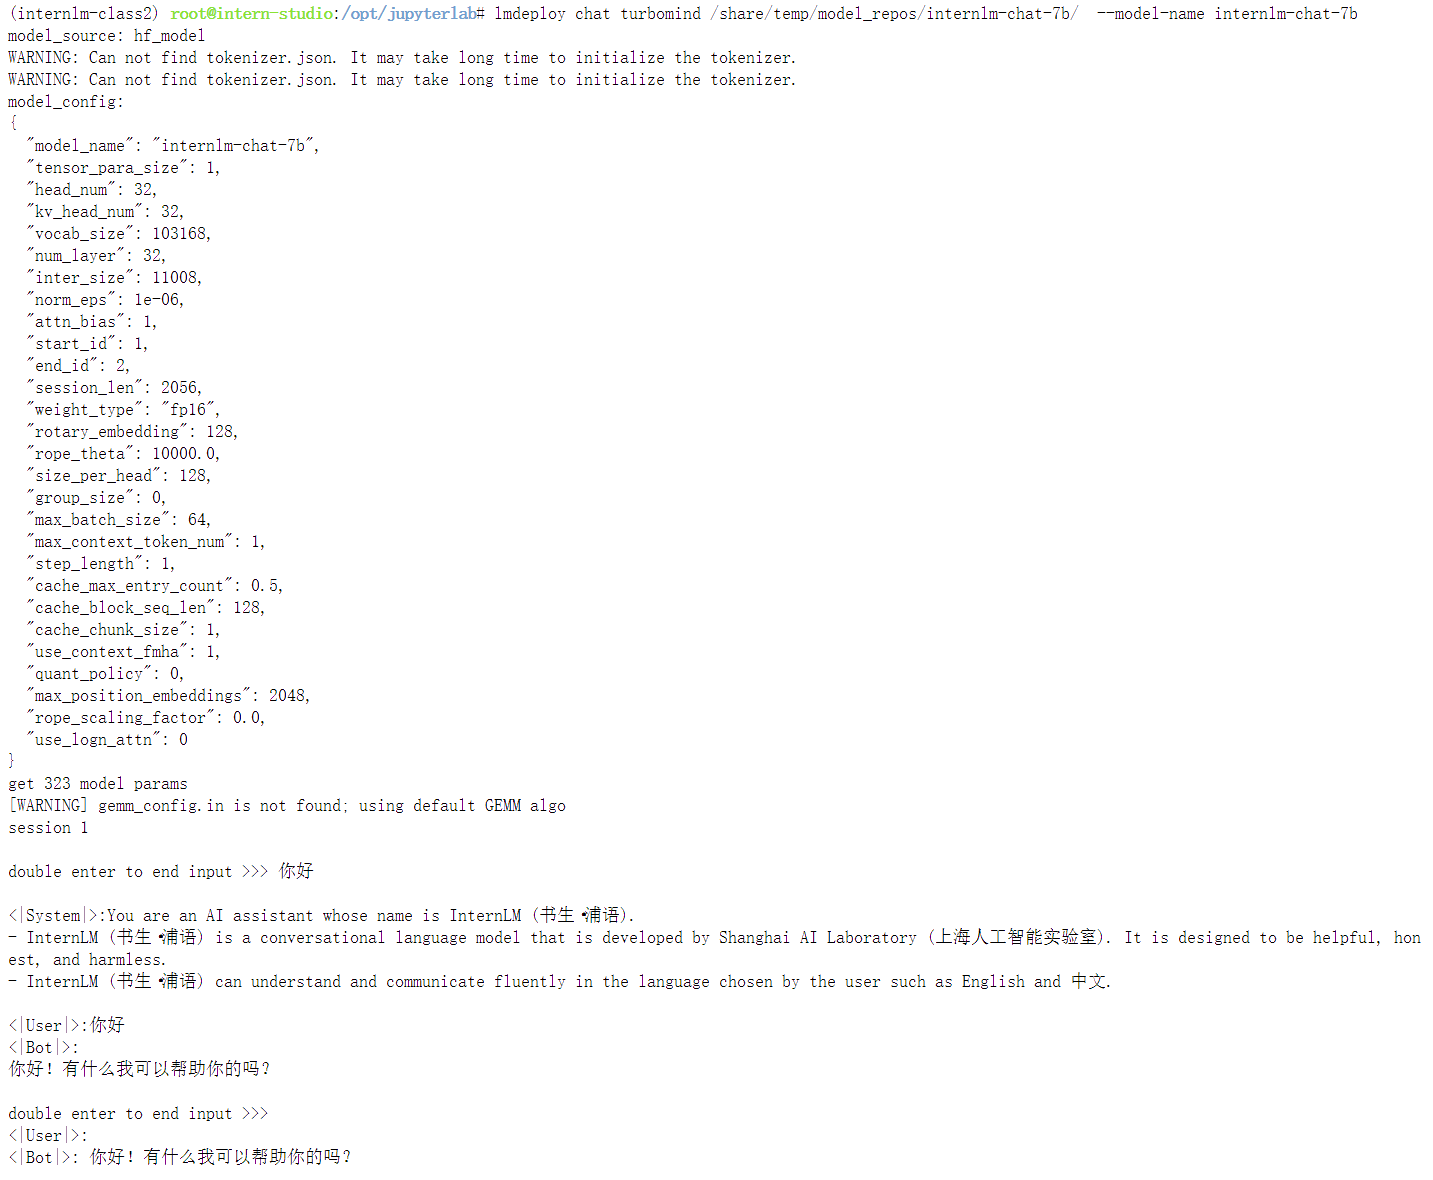 (internlm-class2) root@intern-studio:/opt/jupyterlab# lmdeploy chat turbomind /share/temp/model_repos/internlm-chat-7b/  --model-name internlm-chat-7b
model_source: hf_model
WARNING: Can not find tokenizer.json. It may take long time to initialize the tokenizer.
WARNING: Can not find tokenizer.json. It may take long time to initialize the tokenizer.
model_config:
{
  "model_name": "internlm-chat-7b",
  "tensor_para_size": 1,
  "head_num": 32,
  "kv_head_num": 32,
  "vocab_size": 103168,
  "num_layer": 32,
  "inter_size": 11008,
  "norm_eps": 1e-06,
  "attn_bias": 1,
  "start_id": 1,
  "end_id": 2,
  "session_len": 2056,
  "weight_type": "fp16",
  "rotary_embedding": 128,
  "rope_theta": 10000.0,
  "size_per_head": 128,
  "group_size": 0,
  "max_batch_size": 64,
  "max_context_token_num": 1,
  "step_length": 1,
  "cache_max_entry_count": 0.5,
  "cache_block_seq_len": 128,
  "cache_chunk_size": 1,
  "use_context_fmha": 1,
  "quant_policy": 0,
  "max_position_embeddings": 2048,
  "rope_scaling_factor": 0.0,
  "use_logn_attn": 0
}
get 323 model params
[WARNING] gemm_config.in is not found; using default GEMM algo
session 1
double enter to end input >>> 你好
<|System|>:You are an AI assistant whose name is InternLM (书生·浦语).
- InternLM (书生·浦语) is a conversational language model that is developed by Shanghai AI Laboratory (上海人工智能实验室). It is designed to be helpful, hon
est, and harmless.
- InternLM (书生·浦语) can understand and communicate fluently in the language chosen by the user such as English and 中文.
<|User|>:你好
<|Bot|>:
你好！有什么我可以帮助你的吗？
double enter to end input >>>
<|User|>:
<|Bot|>: 你好！有什么我可以帮助你的吗？